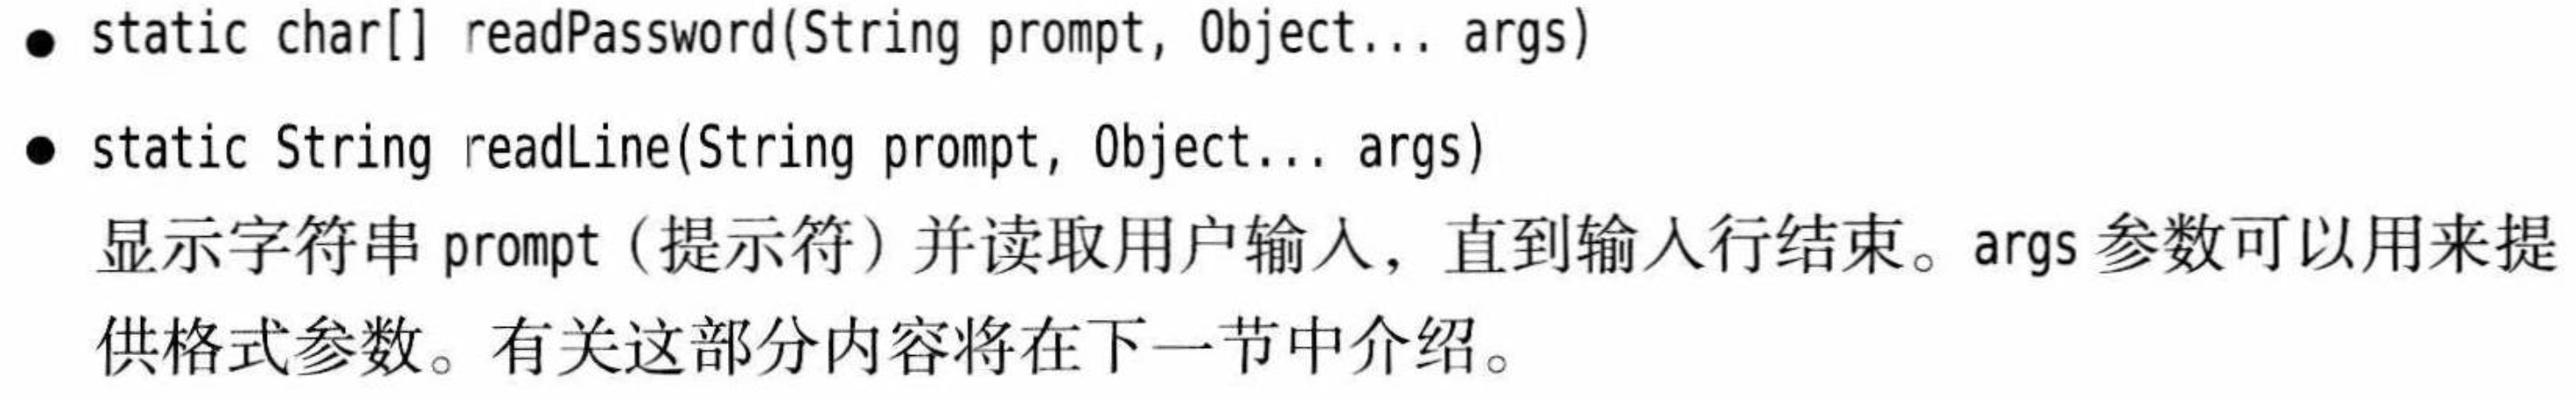 ● static char[] readPassword(String prompt, Object... args)
● static String readLine(String prompt, Object... args)
显示字符串 prompt（提示符）并读取用户输入，直到输入行结束。args 参数可以用来提
供格式参数。有关这部分内容将在下一节中介绍。